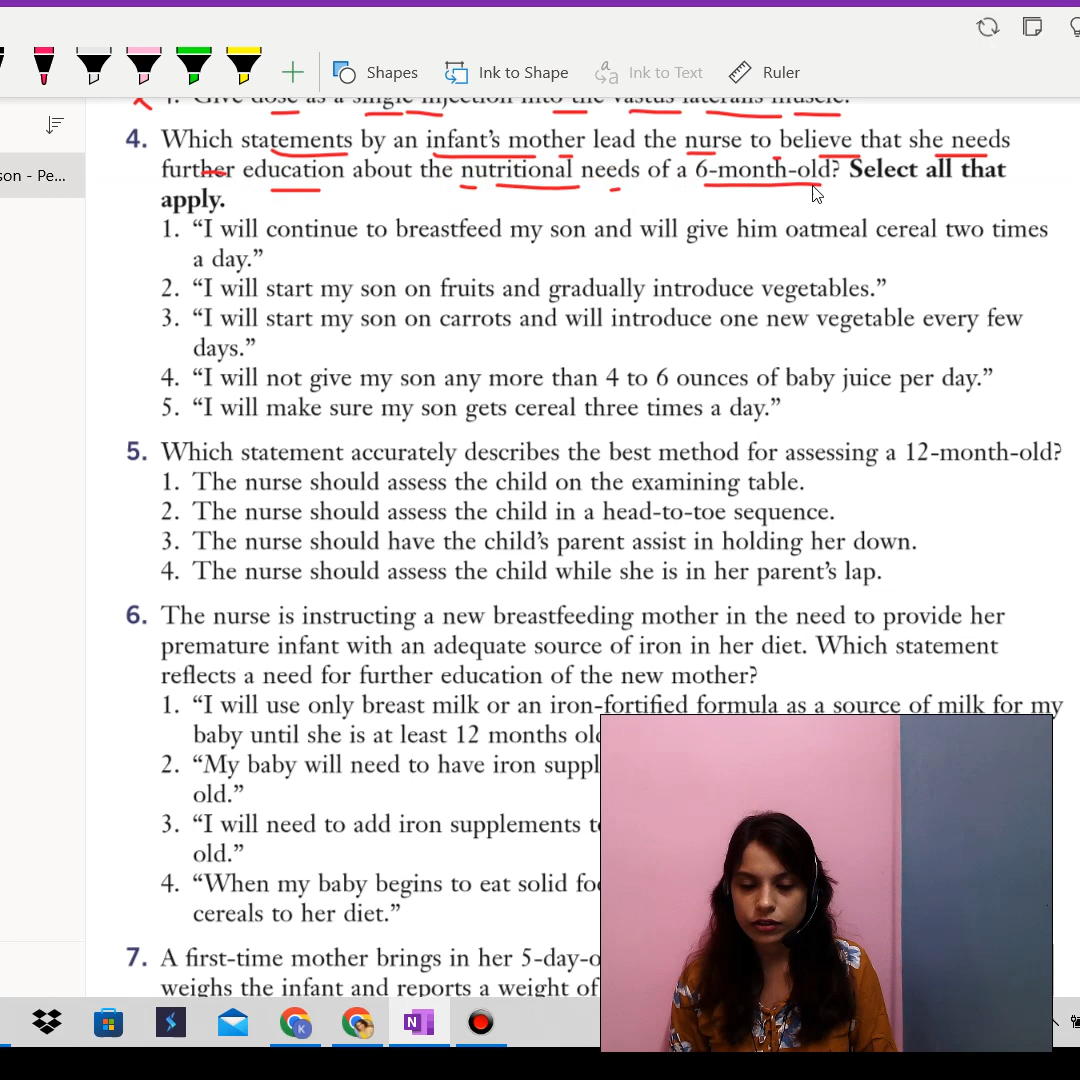 Shapes
Ink to Shape
Ink to Text
Ruler
son - Pe...
1. Give dose as a single injection into the vastus lateralis muscle.
4. Which statements by an infant's mother lead the nurse to believe that she needs
further education about the nutritional needs of a 6-month-old? Select all that
apply.
1. “I will continue to breastfeed my son and will give him oatmeal cereal two times
a day.”
2. “I will start my son on fruits and gradually introduce vegetables.”
3. “I will start my son on carrots and will introduce one new vegetable every few
days.”
4. “I will not give my son any more than 4 to 6 ounces of baby juice per day.”
5. “I will make sure my son gets cereal three times a day.”
5. Which statement accurately describes the best method for assessing a 12-month-old?
1. The nurse should assess the child on the examining table.
2. The nurse should assess the child in a head-to-toe sequence.
3. The nurse should have the child's parent assist in holding her down.
4. The nurse should assess the child while she is in her parent's lap.
6. The nurse is instructing a new breastfeeding mother in the need to provide her
premature infant with an adequate source of iron in her diet. Which statement
reflects a need for further education of the new mother?
1. “I will use only breast milk or an iron-fortified formula as a source of milk for my
baby until she is at least 12 months
2. “My baby will need to have iron suppl
old.”
3. “I will need to add iron supplements
old.”
4. “When my baby begins to eat solid
cereals to her diet.”
7. A first-time mother brings in her 5-day-o
weighs the infant and reports a weight of